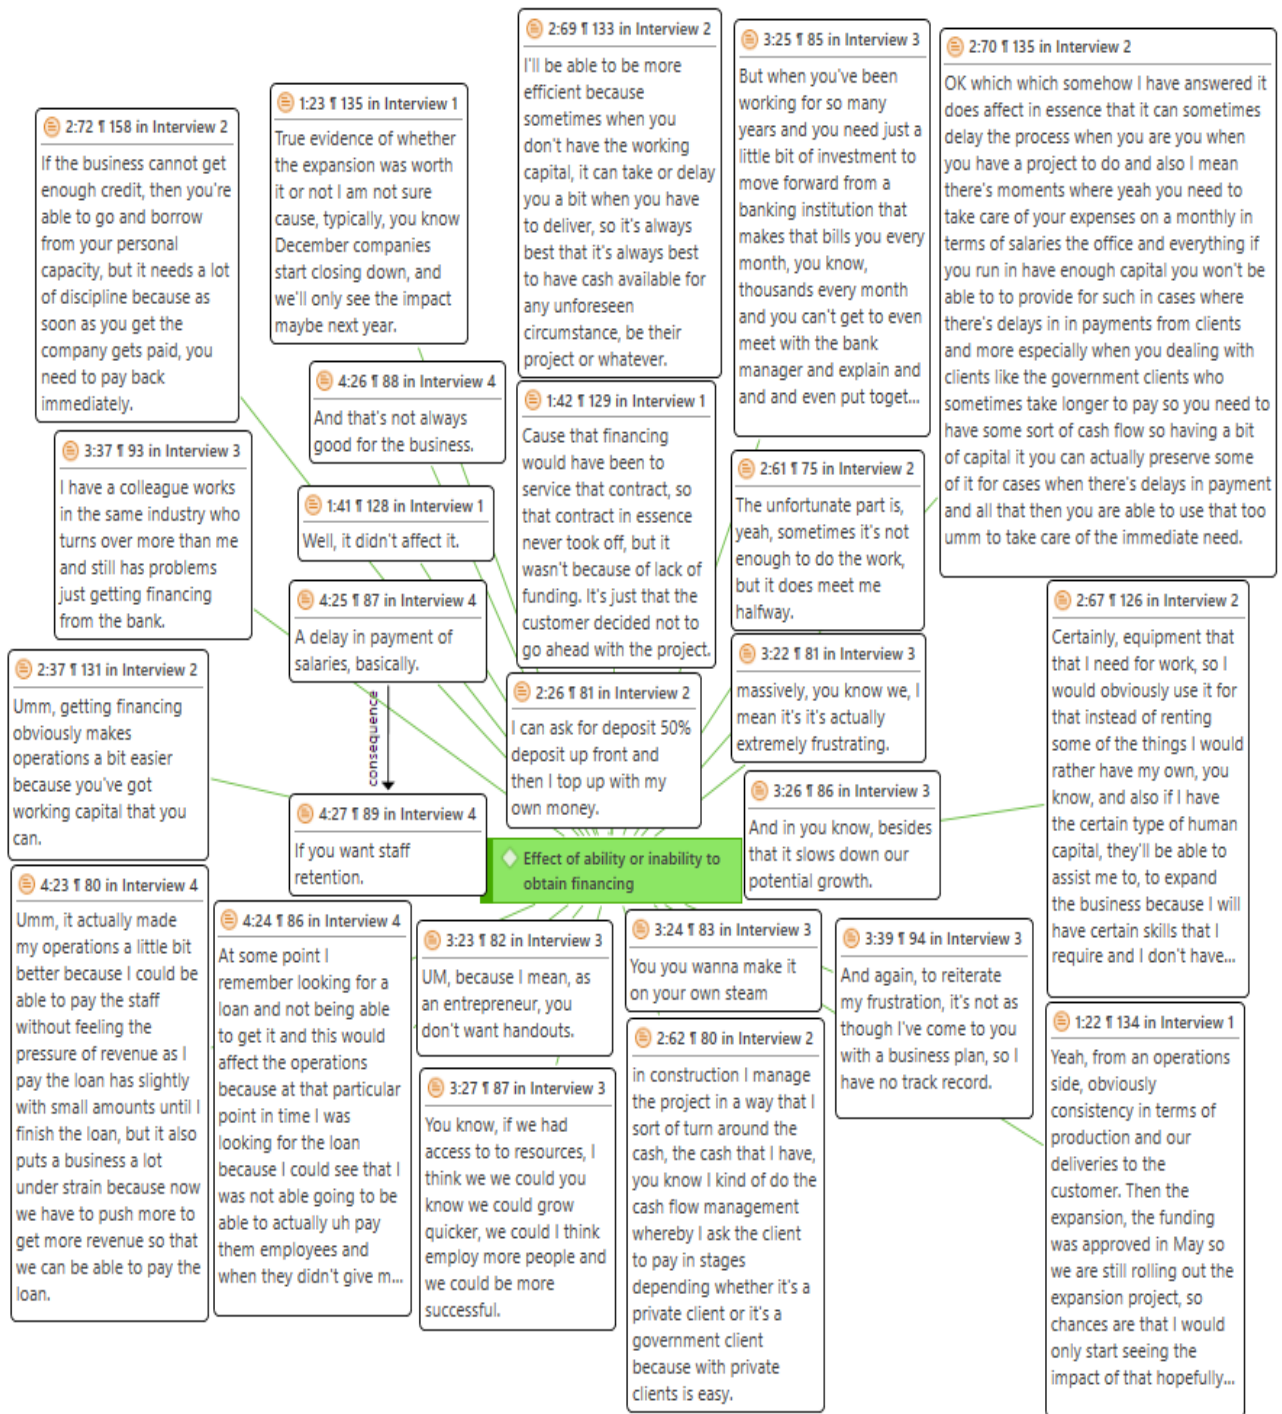 2:69 ¶ 133 in Interview 2
I'll be able to be more
efficient because
sometimes when you
don't have the working
capital, it can take or delay
you a bit when you have
to deliver, so it's always
best that it's always best
to have cash available for
any unforeseen
circumstance, be their
project or whatever.
3:25 ¶ 85 in Interview 3
But when you've been
working for so many
years and you need just a
little bit of investment to
move forward from a
banking institution that
makes that bills you every
month, you know,
thousands every month
and you can't get to even
meet with the bank
manager and explain and
and and even put toget...
2:70 ¶ 135 in Interview 2
OK which which somehow I have answered it
does affect in essence that it can sometimes
delay the process when you are you when
you have a project to do and also I mean
there's moments where yeah you need to
take care of your expenses on a monthly in
terms of salaries the office and everything if
you run in have enough capital you won't be
able to to provide for such in cases where
there's delays in in payments from clients
and more especially when you dealing with
clients like the government clients who
sometimes take longer to pay so you need to
have some sort of cash flow so having a bit
of capital it you can actually preserve some
of it for cases when there's delays in payment
and all that then you are able to use that too
umm to take care of the immediate need.
1:23 ¶ 135 in Interview 1
True evidence of whether
the expansion was worth
it or not I am not sure
cause, typically, you know
December companies
start closing down, and
we'll only see the impact
maybe next year.
2:72 ¶ 158 in Interview 2
If the business cannot get
enough credit, then you're
able to go and borrow
from your personal
capacity, but it needs a lot
of discipline because as
soon as you get the
company gets paid, you
need to pay back
immediately.
4:26 ¶ 88 in Interview 4
And that's not always
good for the business.
1:42 ¶ 129 in Interview 1
Cause that financing
would have been to
service that contract, so
that contract in essence
never took off, but it
wasn't because of lack of
funding. It's just that the
customer decided not to
go ahead with the project.
3:37 ¶ 93 in Interview 3
I have a colleague works
in the same industry who
turns over more than me
and still has problems
just getting financing
from the bank.
1:41 ¶ 128 in Interview 1
Well, it didn't affect it.
2:61 ¶ 75 in Interview 2
The unfortunate part is,
yeah, sometimes it's not
enough to do the work,
but it does meet me
halfway.
4:25 ¶ 87 in Interview 4
A delay in payment of
salaries, basically.
consequence
2:67 ¶ 126 in Interview 2
Certainly, equipment that
that I need for work, so I
would obviously use it for
that instead of renting
some of the things I would
rather have my own, you
know, and also if I have
the certain type of human
capital, they'll be able to
assist me to, to expand
the business because I will
have certain skills that I
require and I don't have...
3:22 ¶ 81 in Interview 3
massively, you know we, I
mean it's it's actually
extremely frustrating.
2:37 ¶ 131 in Interview 2
Umm, getting financing
obviously makes
operations a bit easier
because you've got
working capital that you
can.
2:26 ¶ 81 in Interview 2
I can ask for deposit 50%
deposit up front and
then I top up with my
own money.
3:26 ¶ 86 in Interview 3
And in you know, besides
that it slows down our
potential growth.
4:27 ¶ 89 in Interview 4
If you want staff
retention.
Effect of ability or inability to
obtain financing
4:23 ¶ 80 in Interview 4
Umm, it actually made
my operations a little bit
better because I could be
able to pay the staff
without feeling the
pressure of revenue as I
pay the loan has slightly
with small amounts until I
finish the loan, but it also
puts a business a lot
under strain because now
we have to push more to
get more revenue so that
we can be able to pay the
loan.
4:24 ¶ 86 in Interview 4
At some point I
remember looking for a
loan and not being able
to get it and this would
affect the operations
because at that particular
point in time I was
looking for the loan
because I could see that I
was not able going to be
able to actually uh pay
them employees and
when they didn't give m...
3:23 ¶ 82 in Interview 3
UM, because I mean, as
an entrepreneur, you
don't want handouts.
3:24 ¶ 83 in Interview 3
You you wanna make it
on your own steam
3:39 ¶ 94 in Interview 3
And again, to reiterate
my frustration, it's not as
though I've come to you
with a business plan, so I
have no track record.
1:22 ¶ 134 in Interview 1
Yeah, from an operations
side, obviously
consistency in terms of
production and our
deliveries to the
customer. Then the
expansion, the funding
was approved in May so
we are still rolling out the
expansion project, so
chances are that I would
only start seeing the
impact of that hopefully...
2:62 ¶ 80 in Interview 2
in construction I manage
the project in a way that I
sort of turn around the
cash, the cash that I have,
you know I kind of do the
cash flow management
whereby I ask the client
to pay in stages
depending whether it's a
private client or it's a
government client
because with private
clients is easy.
3:27 ¶ 87 in Interview 3
You know, if we had
access to to resources, I
think we we could you
know we could grow
quicker, we could I think
employ more people and
we could be more
successful.